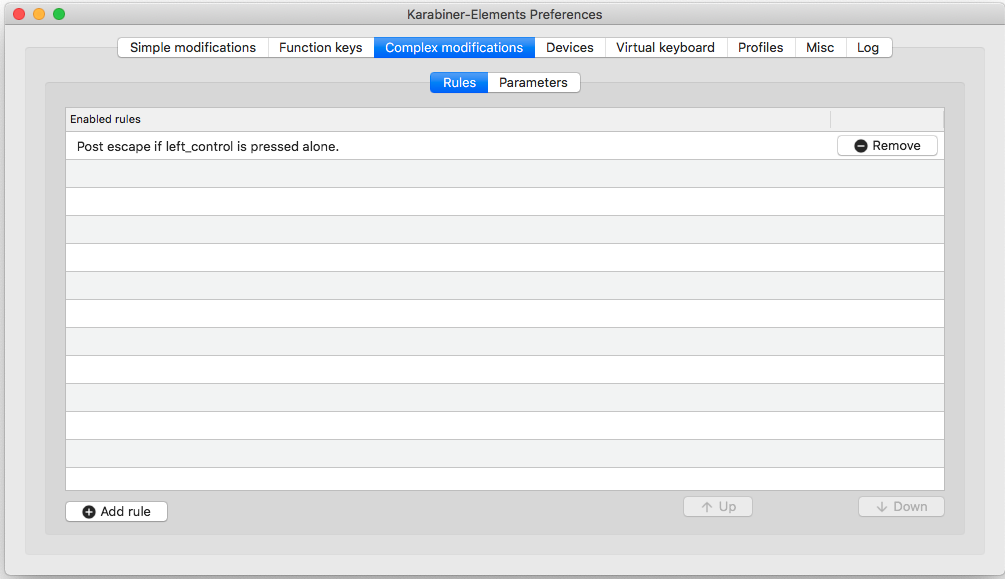 Karabiner-Elements Preferences
Simple modifications Function keys Complex modifications Devices Virtual keyboard Profiles Misc Log
Rules Parameters
Enabled rules
Post escape if left_control is pressed alone. Remove
Add rule Up Down